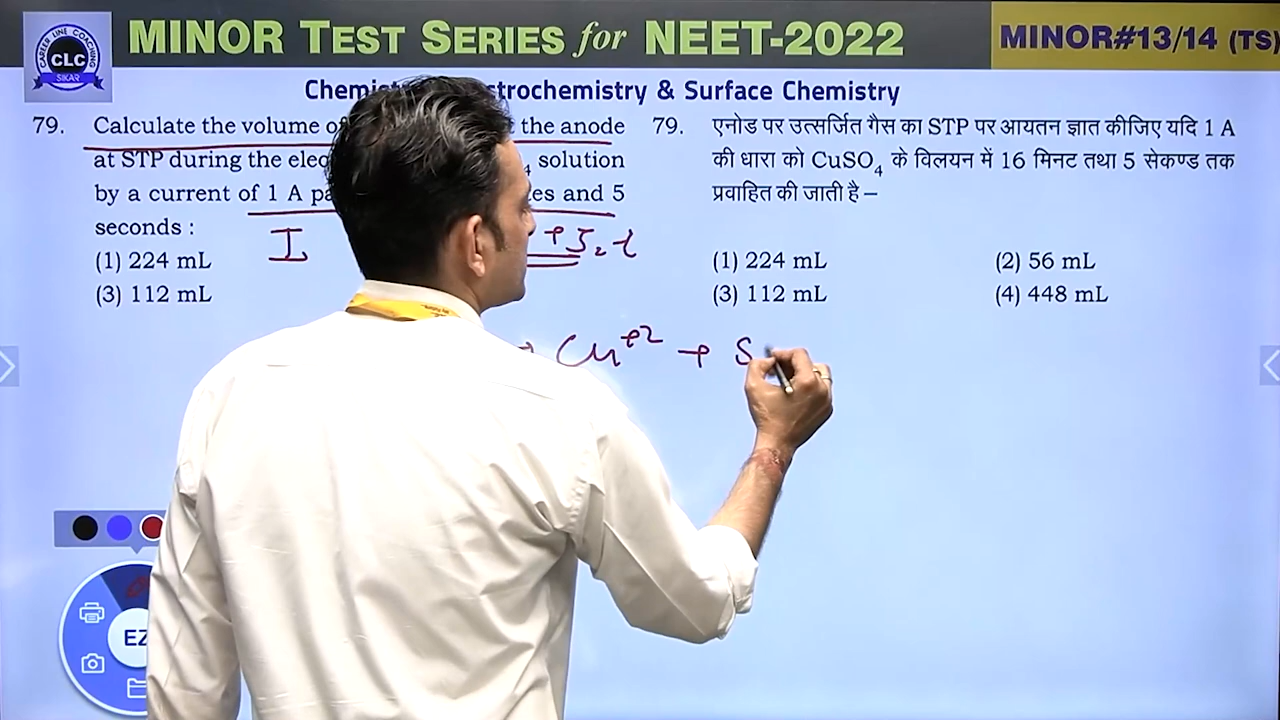 MINOR TEST SERIES for NEET-2022
MINOR#13/14 (TS)
CAREER LINE COACHING
CLC
SIKAR
Chemistry Electrochemistry & Surface Chemistry
79. Calculate the volume of the anode
at STP during the 4 solution
by a current of 1 A es and 5
seconds :
(1) 224 mL
(3) 112 mL
79. एनोड पर उत्सर्जित गैस का STP पर आयतन ज्ञात कीजिए यदि 1 A
की धारा को CuSO4 के विलयन में 16 मिनट तथा 5 सेकण्ड तक
प्रवाहित की जाती है –
(1) 224 mL (2) 56 mL
(3) 112 mL (4) 448 mL
Cu+2 + S
EZ